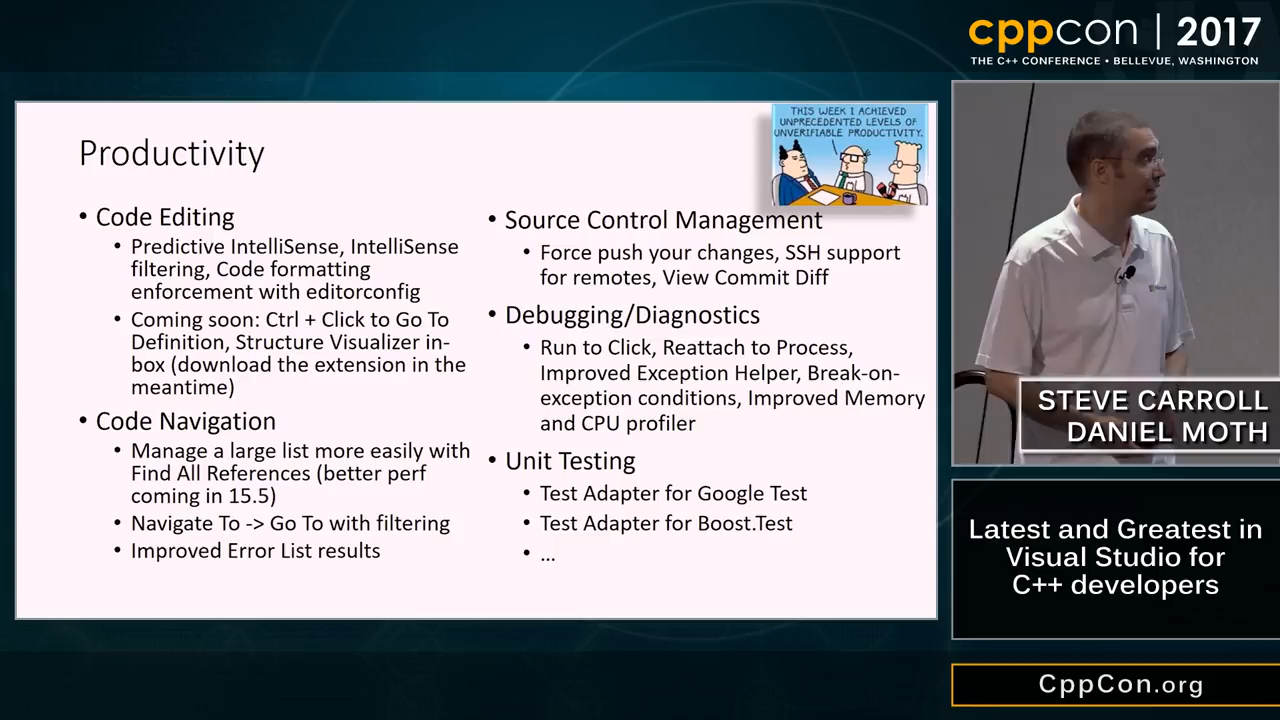 cppcon | 2017
THE C++ CONFERENCE • BELLEVUE, WASHINGTON
THIS WEEK I ACHIEVED
UNPRECEDENTED LEVELS OF
UNVERIFIABLE PRODUCTIVITY.
Productivity
• Code Editing
• Predictive IntelliSense, IntelliSense
filtering, Code formatting
enforcement with editorconfig
• Coming soon: Ctrl + Click to Go To
Definition, Structure Visualizer in-
box (download the extension in the
meantime)
• Code Navigation
• Manage a large list more easily with
Find All References (better perf
coming in 15.5)
• Navigate To -> Go To with filtering
• Improved Error List results
• Source Control Management
• Force push your changes, SSH support
for remotes, View Commit Diff
• Debugging/Diagnostics
• Run to Click, Reattach to Process,
Improved Exception Helper, Break-on-
exception conditions, Improved Memory
and CPU profiler
• Unit Testing
• Test Adapter for Google Test
• Test Adapter for Boost.Test
• ...
STEVE CARROLL
DANIEL MOTH
Latest and Greatest in
Visual Studio for
C++ developers
CppCon.org